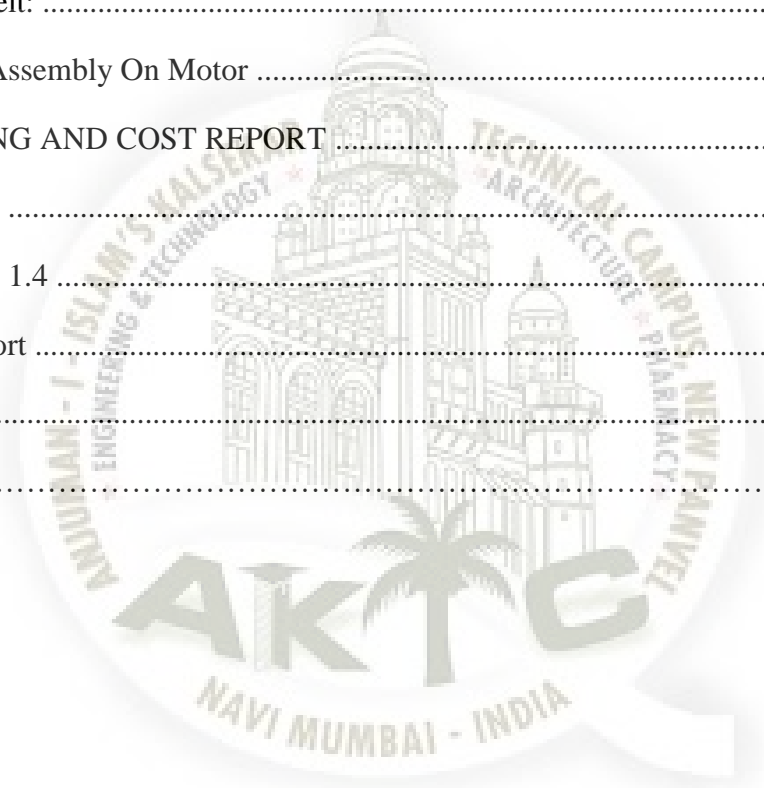 elt: ........................................................................................................
Assembly On Motor ........................................................................
NG AND COST REPORT ............................................................
........................................................................................................
1.4 ................................................................................................
ort ..................................................................................................
........................................................................................................
........................................................................................................
ANJUMAN - I - ISLAM'S KALSEKAR TECHNICAL CAMPUS, NEW PANVEL
ENGINEERING & TECHNOLOGY * ARCHITECTURE * PHARMACY
AKTC
NAVI MUMBAI - INDIA